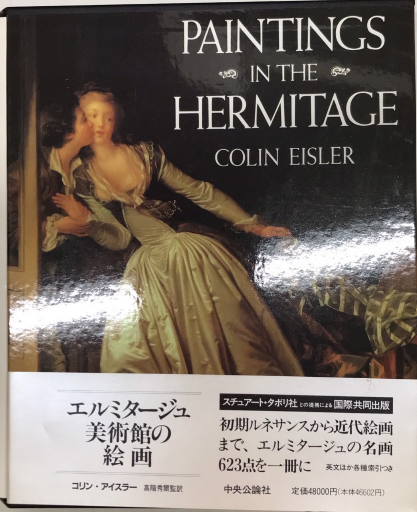 PAINTINGS
IN THE
HERMITAGE
COLIN EISLER
エルミタージュ
美術館の
絵画
コリン・アイスラー 高階秀爾監訳
スチュアート・タボリ社 との提携による 国際共同出版
初期ルネサンスから近代絵画
まで、エルミタージュの名画
623点を一冊に 英文ほか各種索引つき
中央公論社 定価48000円(本体46602円)